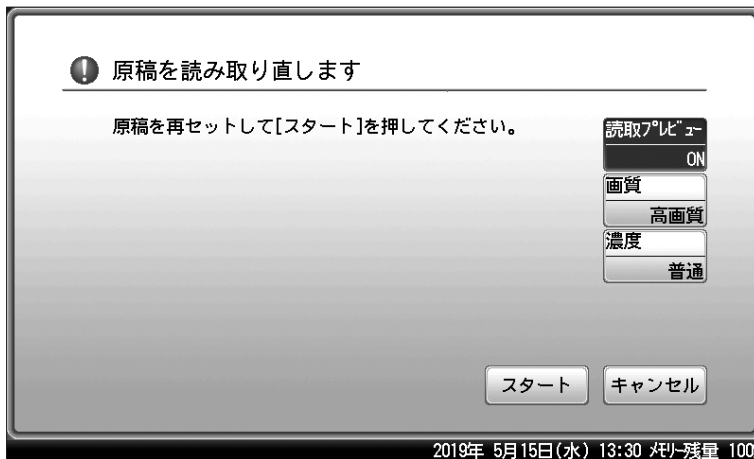 原稿を読み取り直します
原稿を再セットして[スタート]を押してください。
読取プレビュー
ON
画質
高画質
濃度
普通
スタート
キャンセル
2019年 5月15日(水) 13:30 メモリー残量 100